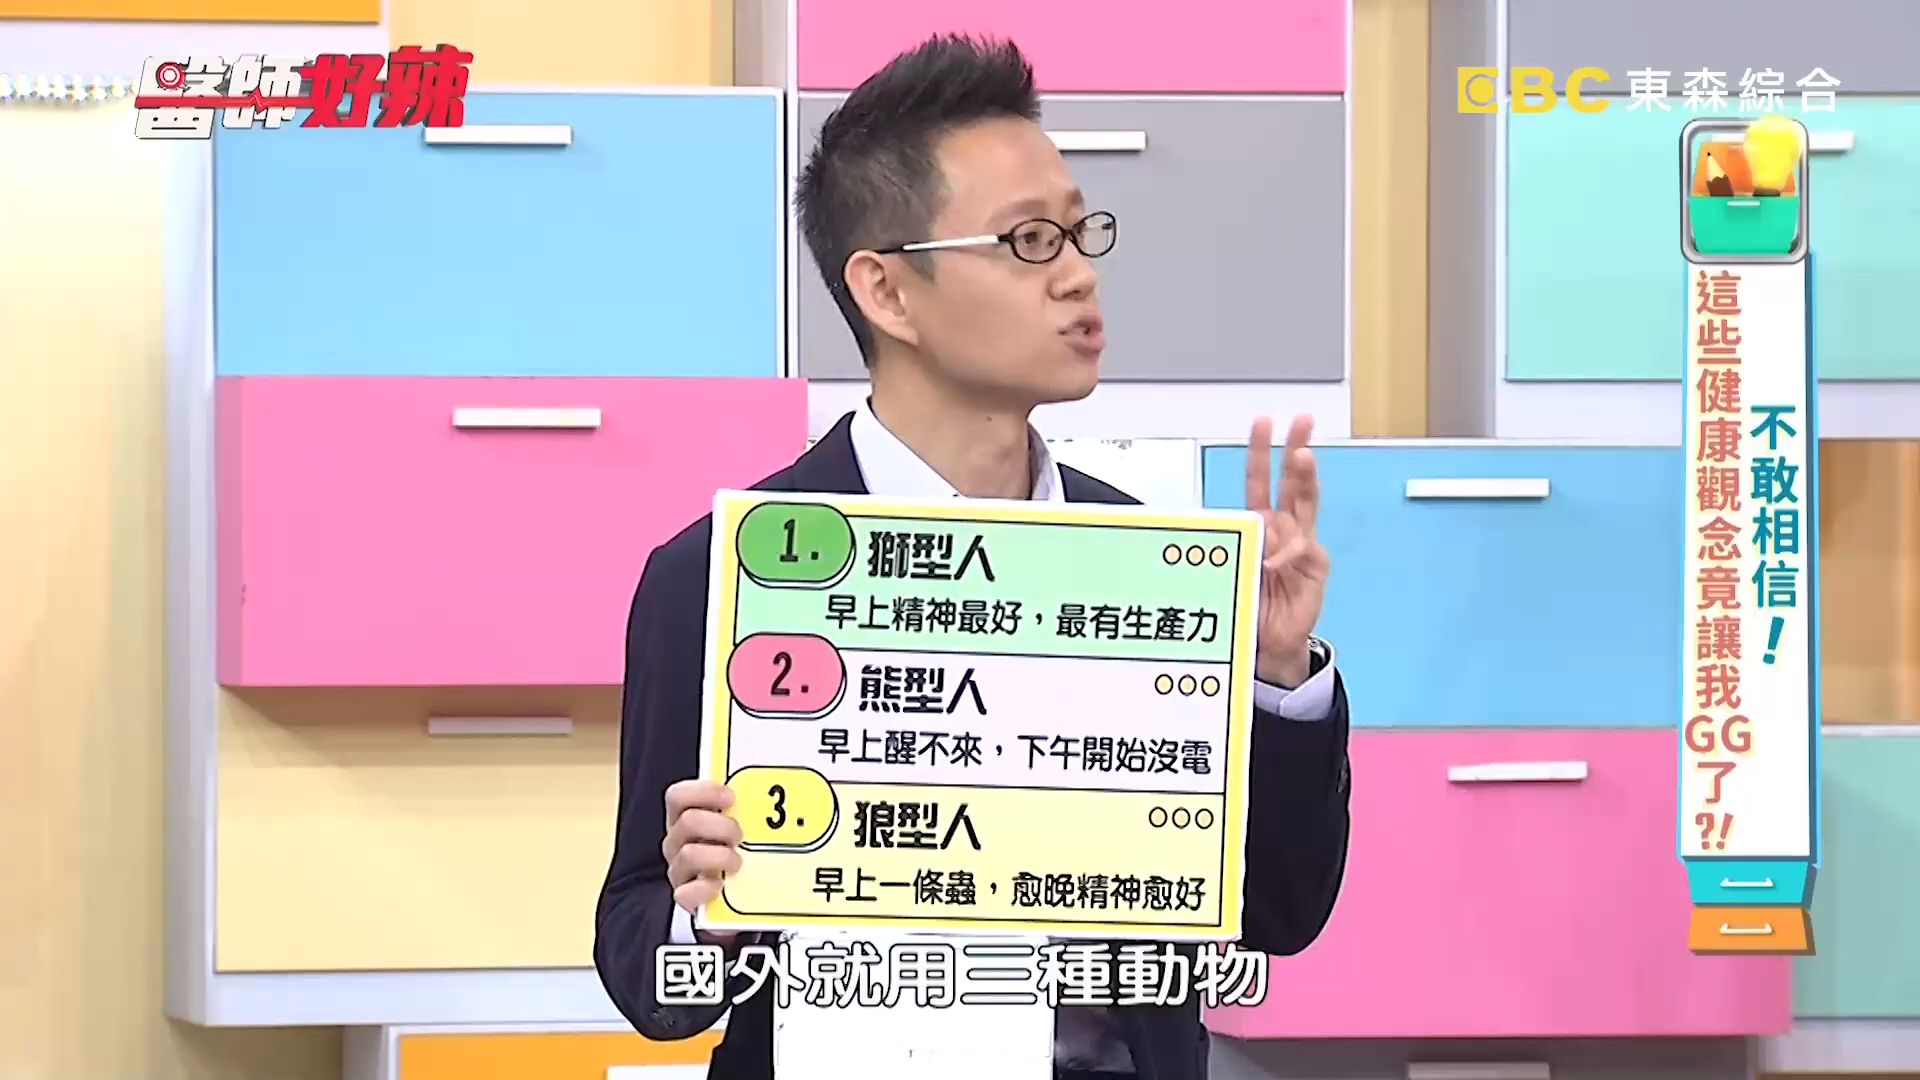 醫師好辣
EBC 東森綜合
不敢相信！
這些健康觀念竟讓我GG了?!
1. 獅型人
早上精神最好，最有生產力
2. 熊型人
早上醒不來，下午開始沒電
3. 狼型人
早上一條蟲，愈晚精神愈好
國外就用三種動物